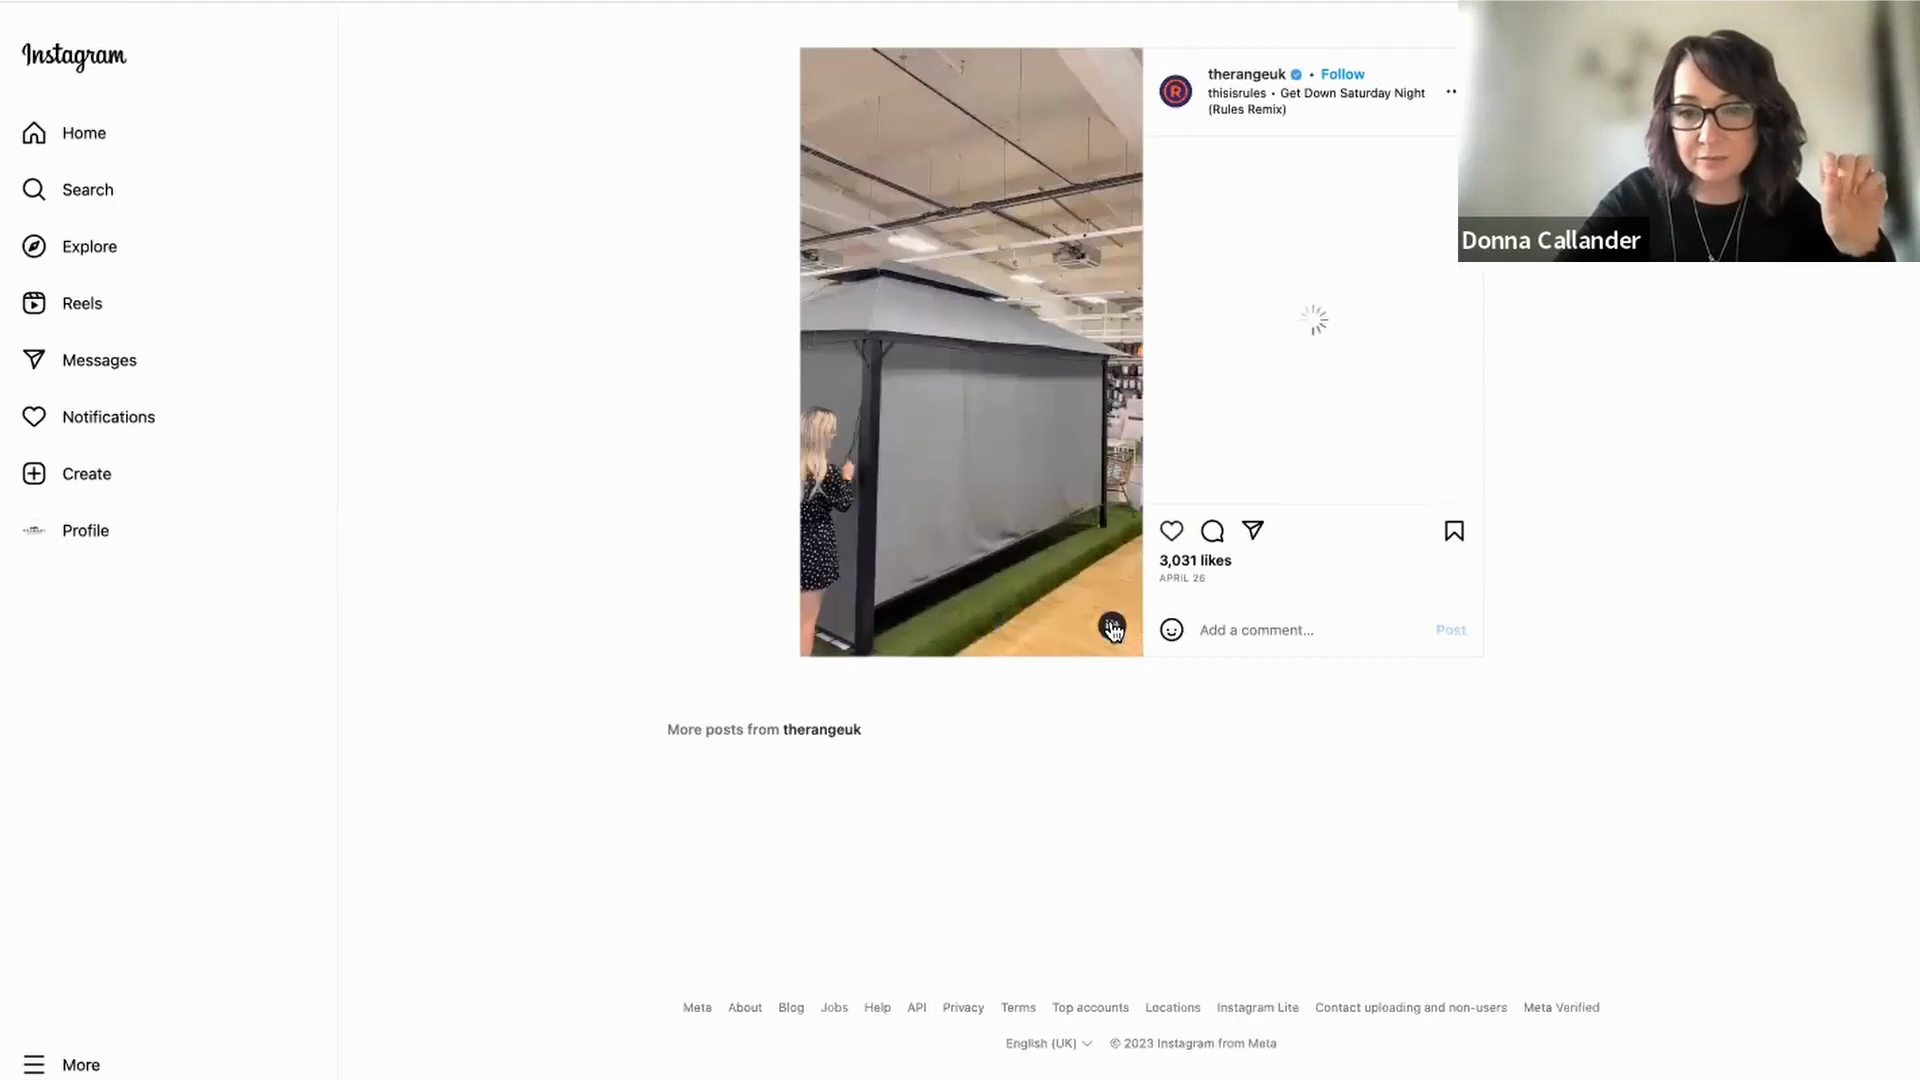 Instagram
Home
Search
Explore
Reels
Messages
Notifications
Create
Profile
More
therangeuk • Follow
thisisrules • Get Down Saturday Night
(Rules Remix)
Donna Callander
3,031 likes
APRIL 26
Add a comment...
Post
More posts from therangeuk
Meta About Blog Jobs Help API Privacy Terms Top accounts Locations Instagram Lite Contact uploading and non-users Meta Verified
English (UK) © 2023 Instagram from Meta